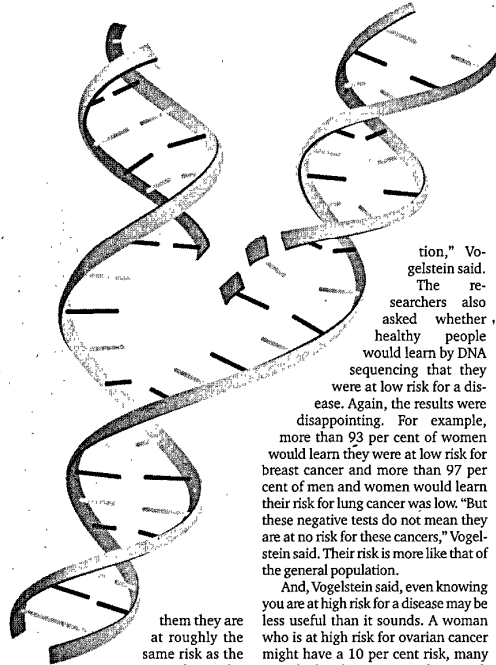 them they are
at roughly the
same risk as the
tion,” Vo-
gelstein said.
The re-
searchers also
asked whether
healthy people
would learn by DNA
sequencing that they
were at low risk for a dis-
ease. Again, the results were
disappointing. For example,
more than 93 per cent of women
would learn they were at low risk for
breast cancer and more than 97 per
cent of men and women would learn
their risk for lung cancer was low. “But
these negative tests do not mean they
are at no risk for these cancers,” Vogel-
stein said. Their risk is more like that of
the general population.
And, Vogelstein said, even knowing
you are at high risk for a disease may be
less useful than it sounds. A woman
who is at high risk for ovarian cancer
might have a 10 per cent risk, many